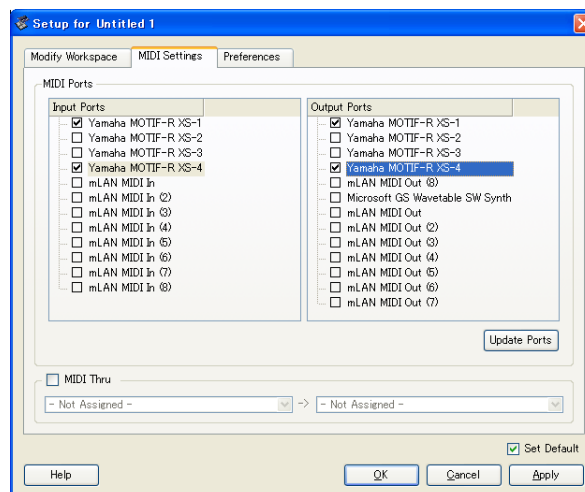 Setup for Untitled 1
Modify Workspace MIDI Settings Preferences
MIDI Ports
Input Ports
Yamaha MOTIF-R XS-1
Yamaha MOTIF-R XS-2
Yamaha MOTIF-R XS-3
Yamaha MOTIF-R XS-4
mLAN MIDI In
mLAN MIDI In (2)
mLAN MIDI In (3)
mLAN MIDI In (4)
mLAN MIDI In (5)
mLAN MIDI In (6)
mLAN MIDI In (7)
mLAN MIDI In (8)
Output Ports
Yamaha MOTIF-R XS-1
Yamaha MOTIF-R XS-2
Yamaha MOTIF-R XS-3
Yamaha MOTIF-R XS-4
mLAN MIDI Out (8)
Microsoft GS Wavetable SW Synth
mLAN MIDI Out
mLAN MIDI Out (2)
mLAN MIDI Out (3)
mLAN MIDI Out (4)
mLAN MIDI Out (5)
mLAN MIDI Out (6)
mLAN MIDI Out (7)
Update Ports
MIDI Thru
- Not Assigned - -> - Not Assigned -
Set Default
Help OK Cancel Apply